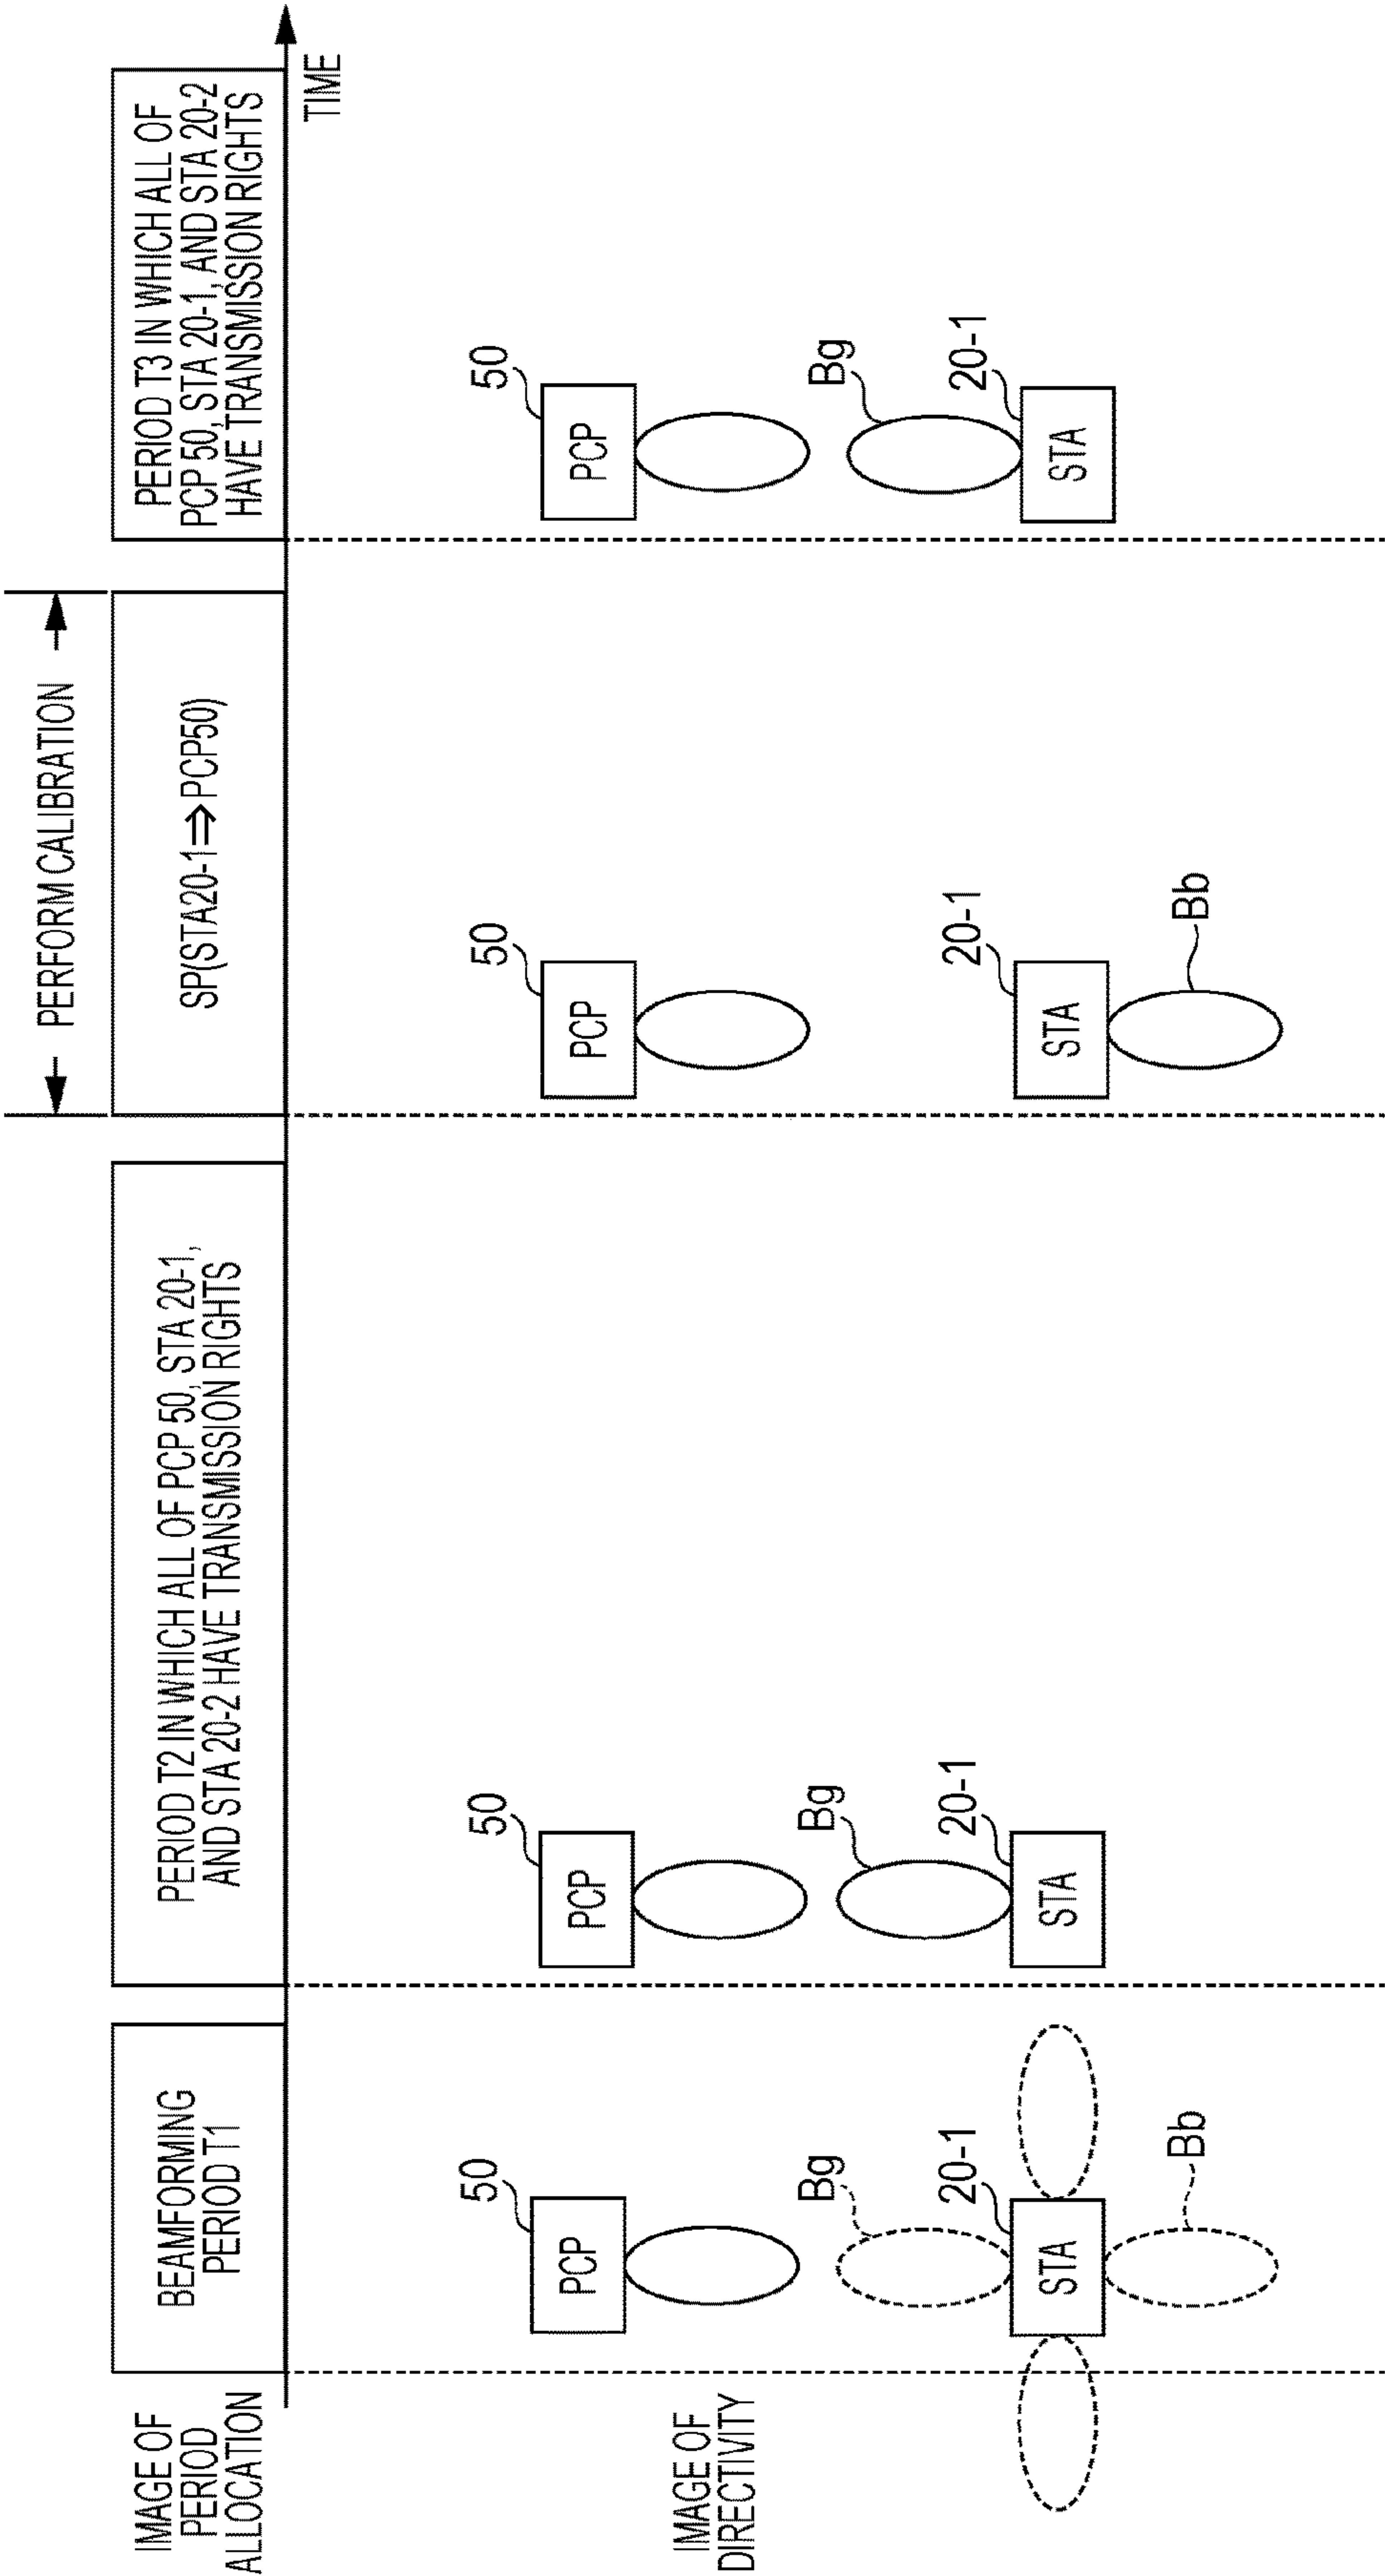 PERFORM CALIBRATION
IMAGE OF
PERIOD
ALLOCATION
BEAMFORMING
PERIOD T1
PERIOD T2 IN WHICH ALL OF PCP 50, STA 20-1,
AND STA 20-2 HAVE TRANSMISSION RIGHTS
SP(STA20-1⇒PCP50)
PERIOD T3 IN WHICH ALL OF
PCP 50, STA 20-1, AND STA 20-2
HAVE TRANSMISSION RIGHTS
TIME
IMAGE OF
DIRECTIVITY
50
PCP
Bg
20-1
STA
Bb
50
PCP
Bg
20-1
STA
50
PCP
20-1
STA
Bb
50
PCP
Bg
20-1
STA